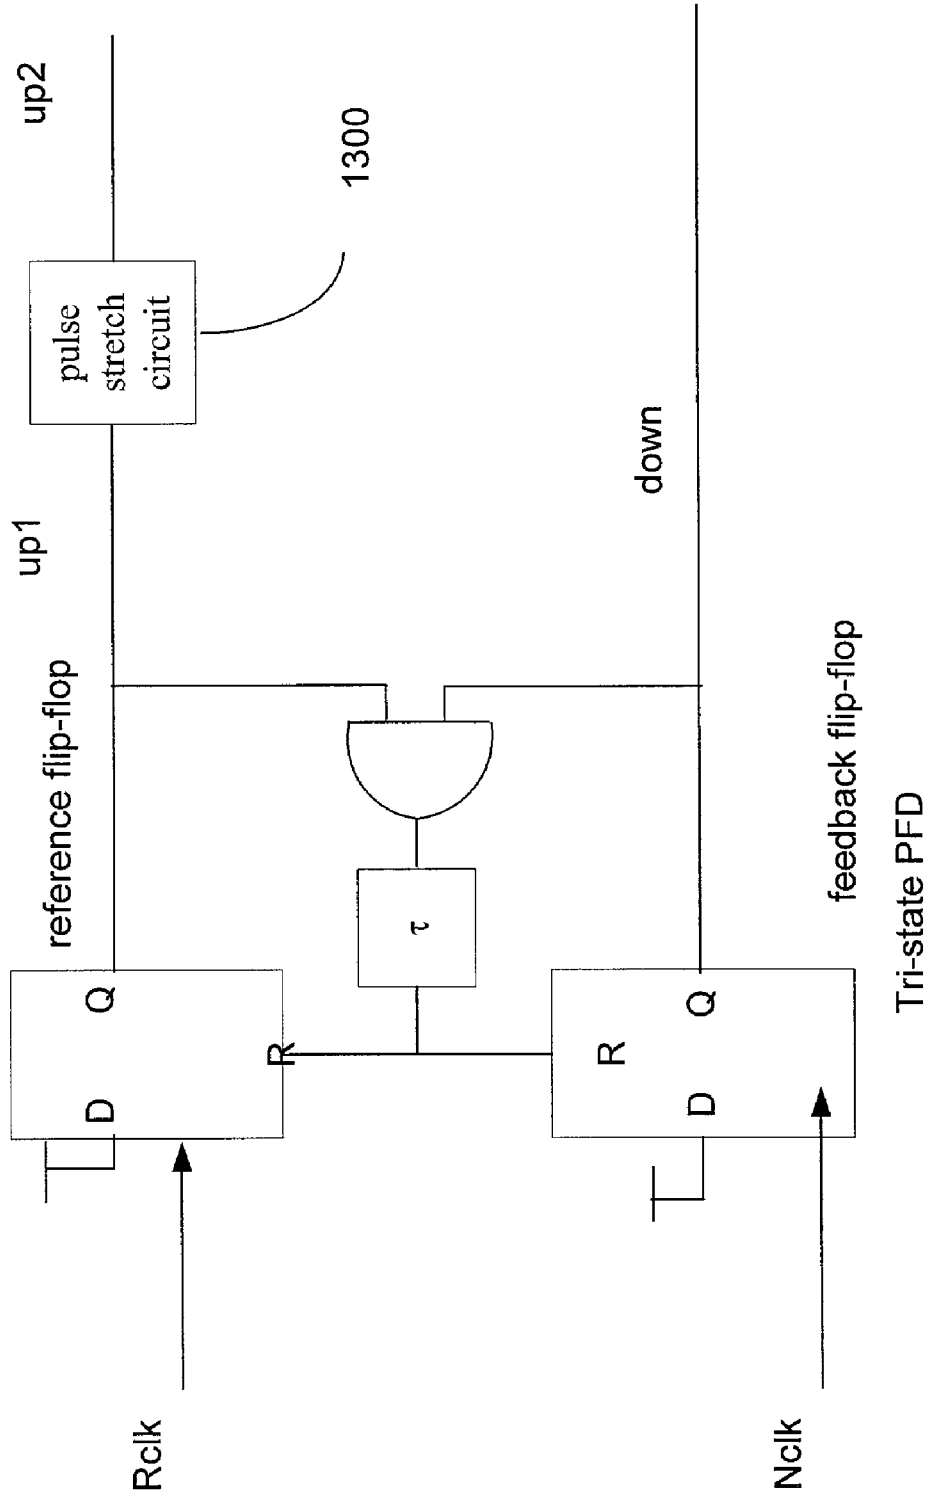 up1
up2
pulse
stretch
circuit
1300
reference flip-flop
D
Q
R
Rclk
τ
down
R
D
Q
Nclk
feedback flip-flop
Tri-state PFD